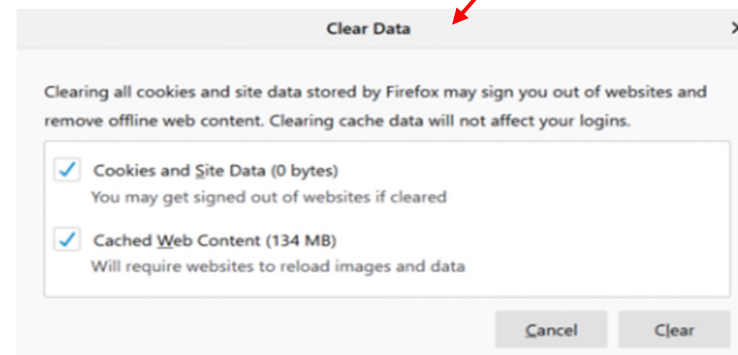 Clear Data
Clearing all cookies and site data stored by Firefox may sign you out of websites and
remove offline web content. Clearing cache data will not affect your logins.
Cookies and Site Data (0 bytes)
You may get signed out of websites if cleared
Cached Web Content (134 MB)
Will require websites to reload images and data
Cancel
Clear